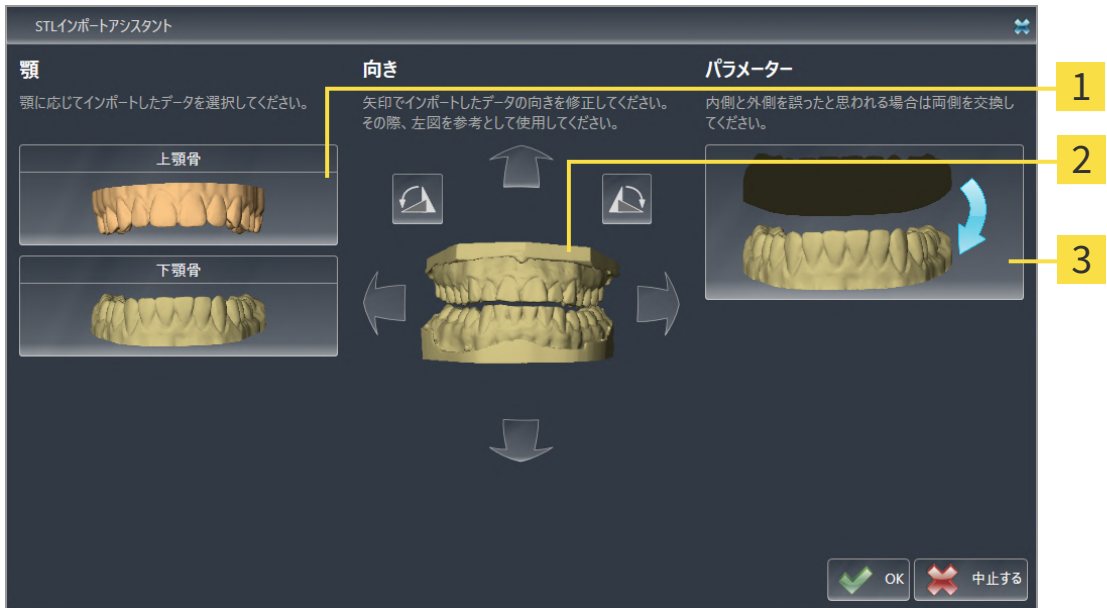 STLインポートアシスタント
顎
顎に応じてインポートしたデータを選択してください。
上顎骨
下顎骨
向き
矢印でインポートしたデータの向きを修正してください。
その際、左図を参考として使用してください。
パラメーター
内側と外側を誤ったと思われる場合は両側を交換し
てください。
1
2
3
OK
中止する